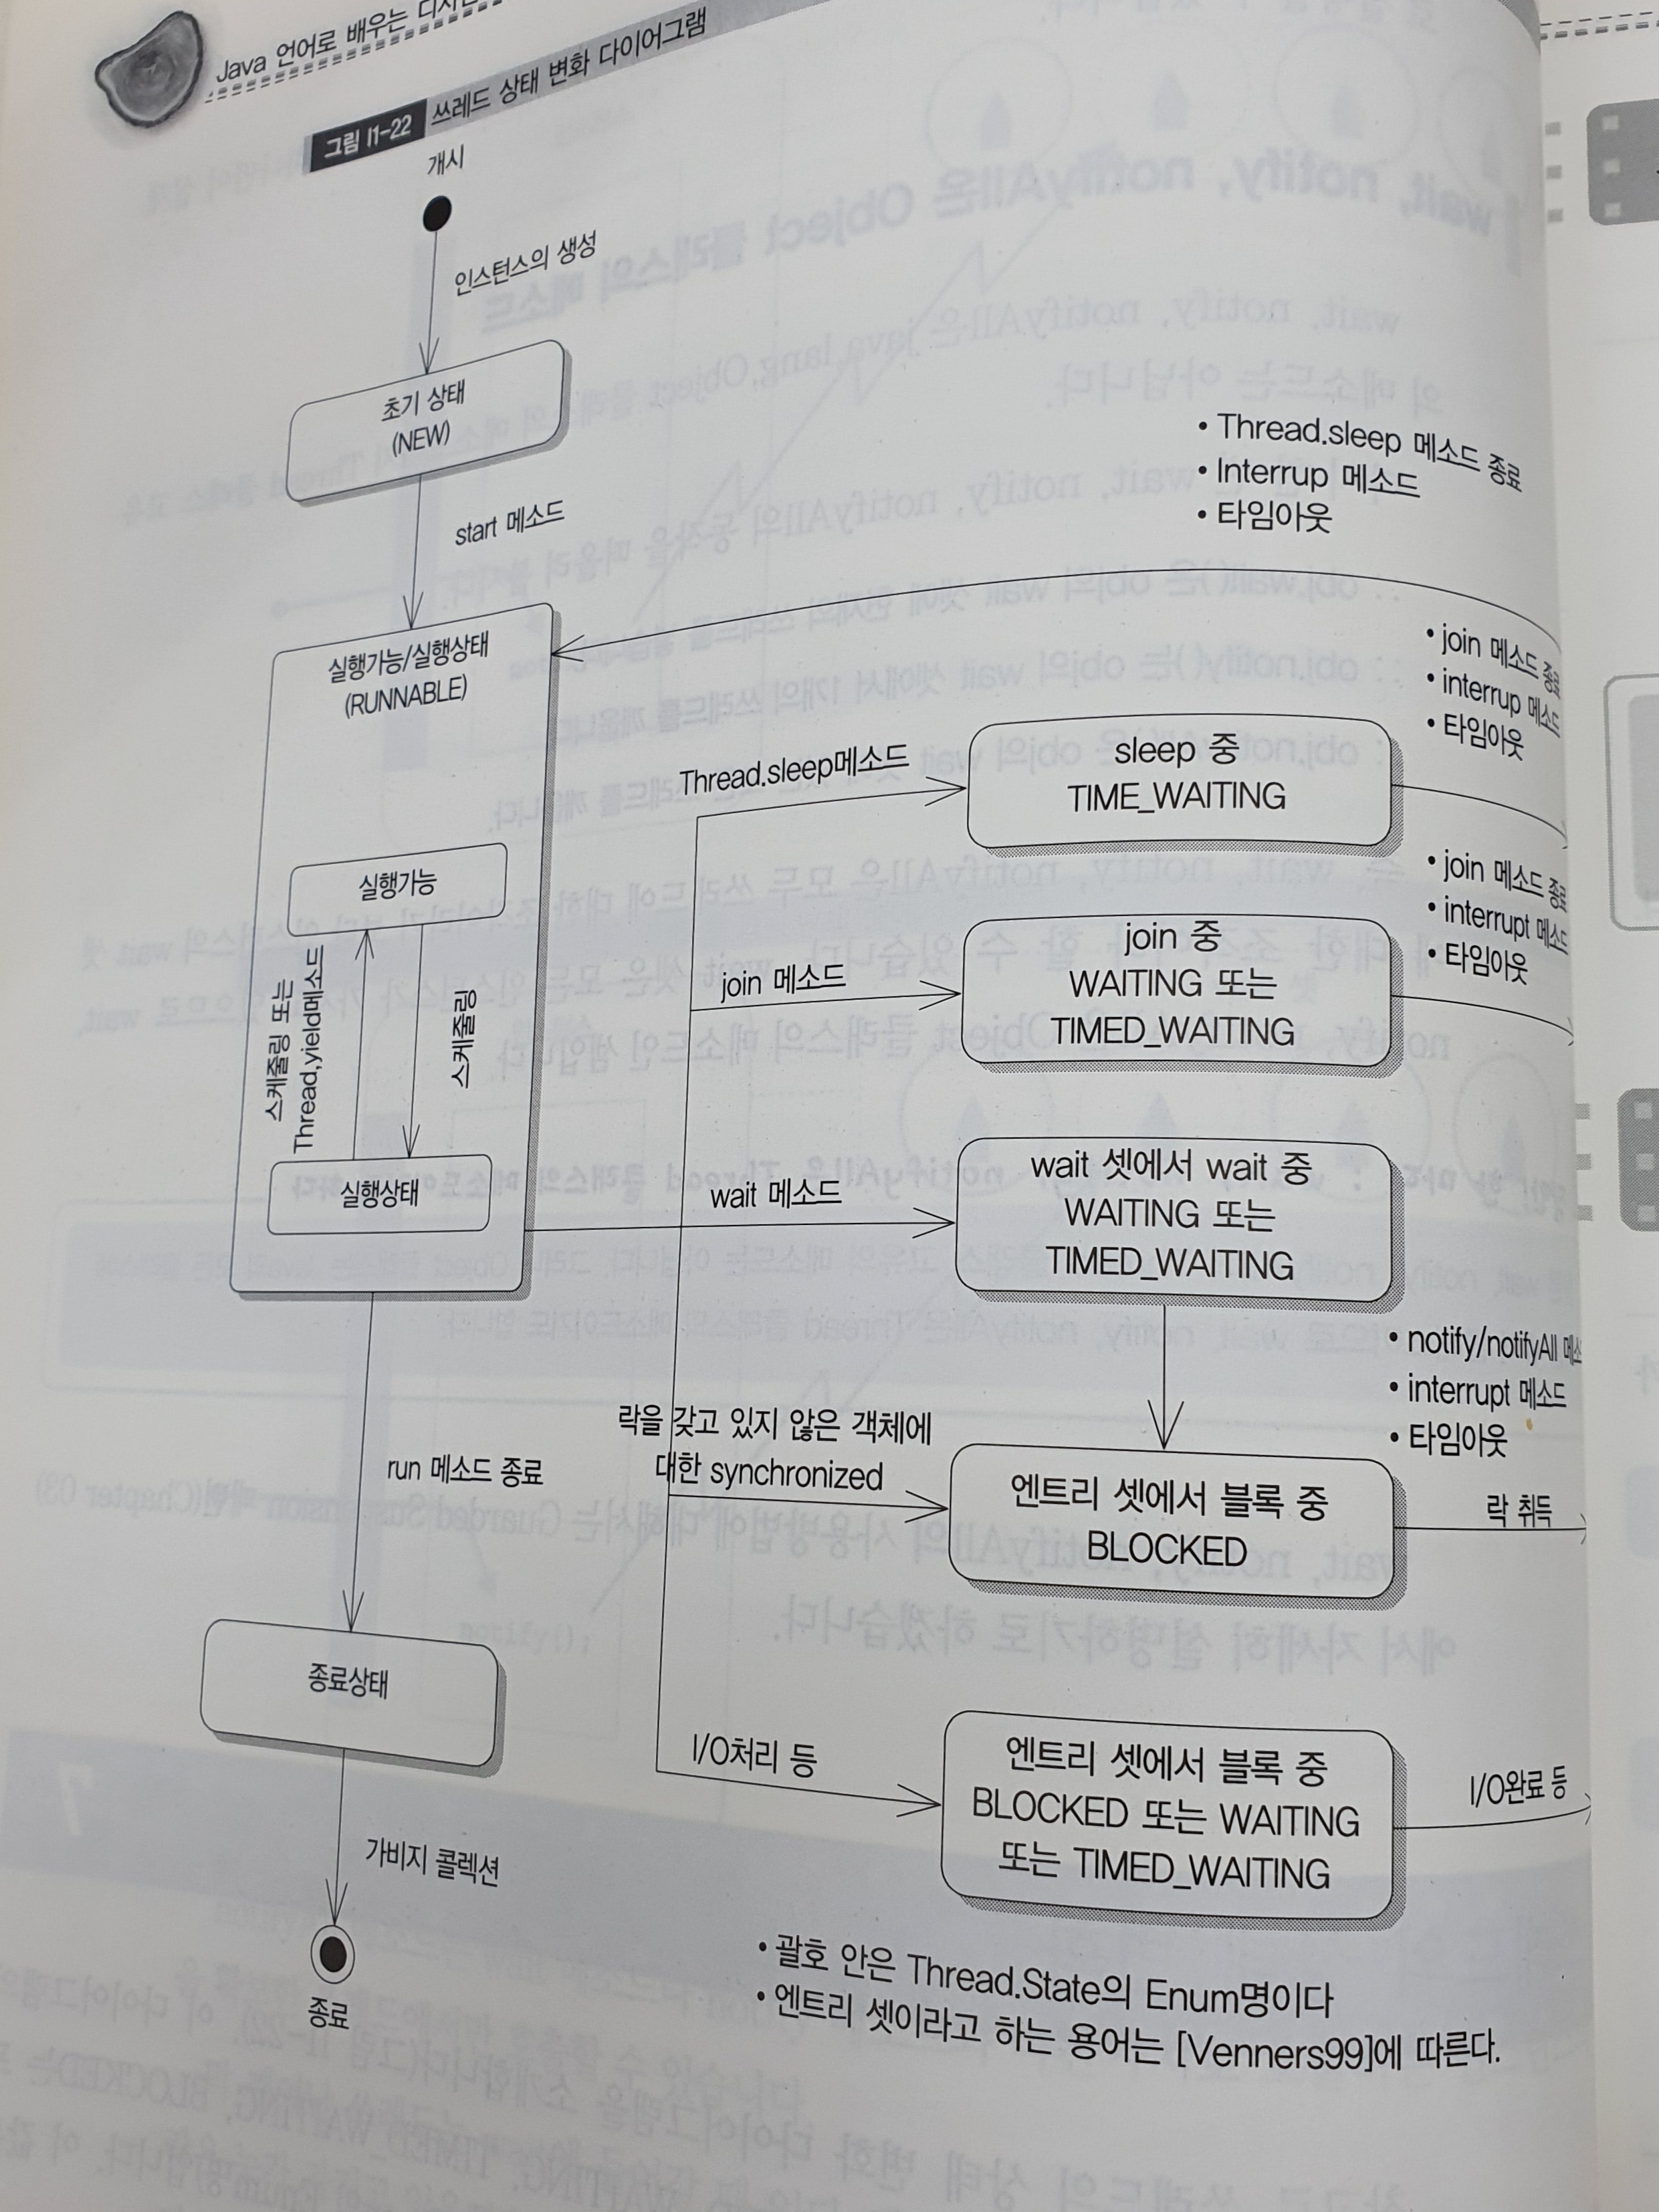 Java 언어로 배우는
그림 I1-22 쓰레드 상태 변화 다이어그램
개시
인스턴스의 생성
초기 상태
(NEW)
start 메소드
• Thread.sleep 메소드 종료
• Interrup 메소드
• 타임아웃
실행가능/실행상태
(RUNNABLE)
• join 메소드 종료
• interrup 메소드
• 타임아웃
Thread.sleep메소드
sleep 중
TIME_WAITING
실행가능
• join 메소드 종료
• interrupt 메소드
• 타임아웃
join 메소드
join 중
WAITING 또는
TIMED_WAITING
스케줄링 또는
Thread,yield메소드
스케줄링
실행상태
wait 메소드
wait 셋에서 wait 중
WAITING 또는
TIMED_WAITING
• notify/notifyAll
• interrupt 메소드
• 타임아웃
락을 갖고 있지 않은 객체에
대한 synchronized
엔트리 셋에서 블록 중
BLOCKED
락 취득
run 메소드 종료
종료상태
I/O처리 등
엔트리 셋에서 블록 중
BLOCKED 또는 WAITING
또는 TIMED_WAITING
I/O완료 등
가비지 콜렉션
종료
• 괄호 안은 Thread.State의 Enum명이다
• 엔트리 셋이라고 하는 용어는 [Venners99]에 따른다.